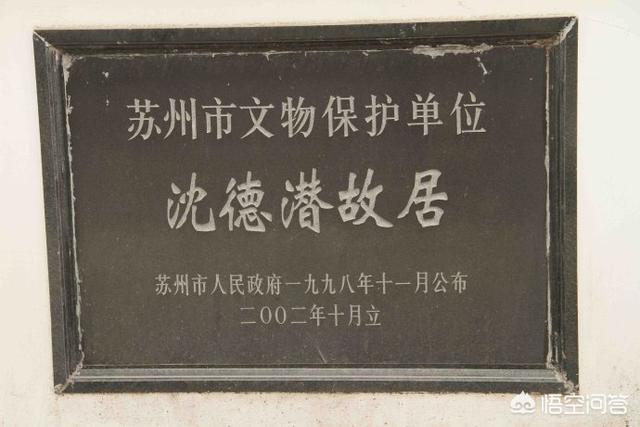 苏州市文物保护单位
沈德潜故居
苏州市人民政府一九九八年十一月公布
二〇〇二年十月立
悟空问答